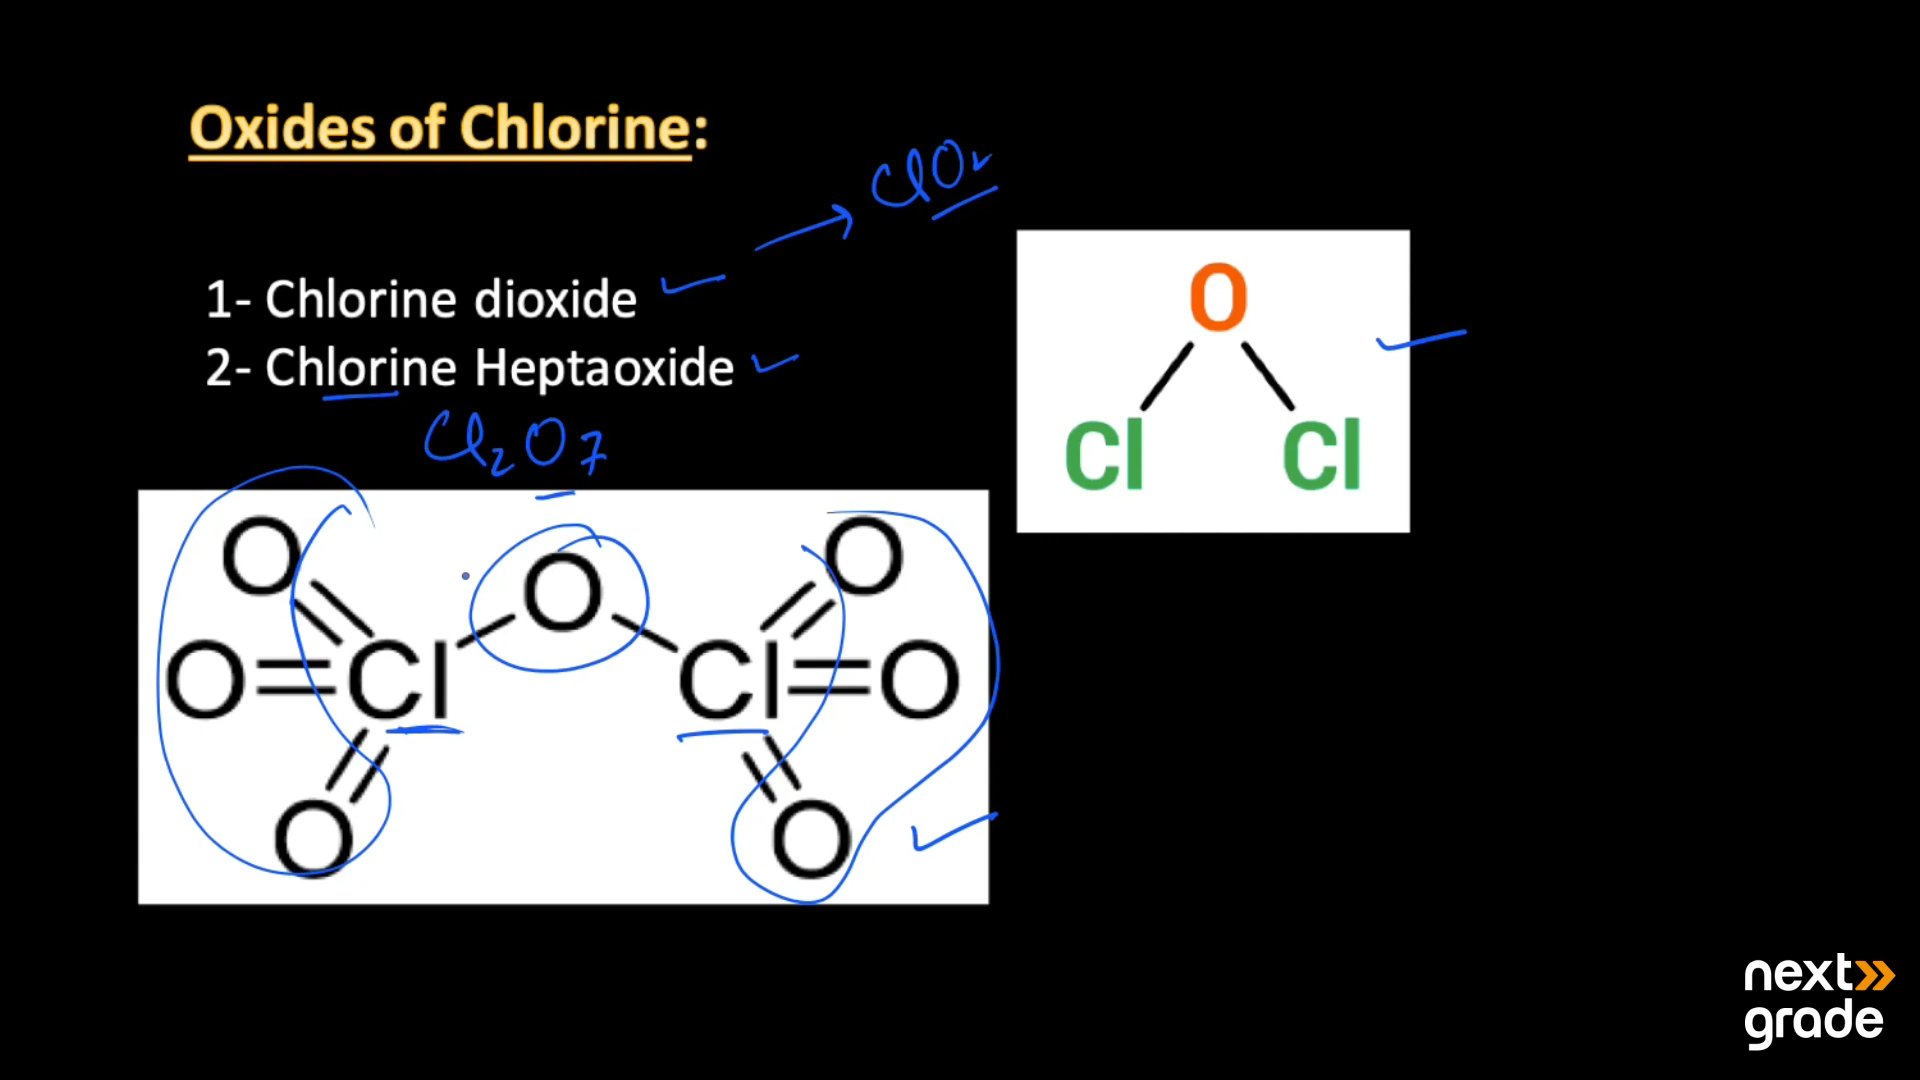 Oxides of Chlorine:
ClO₂
1- Chlorine dioxide
2- Chlorine Heptaoxide
Cl₂O₇
O
Cl Cl
O O O
O Cl Cl O
O O
next
grade